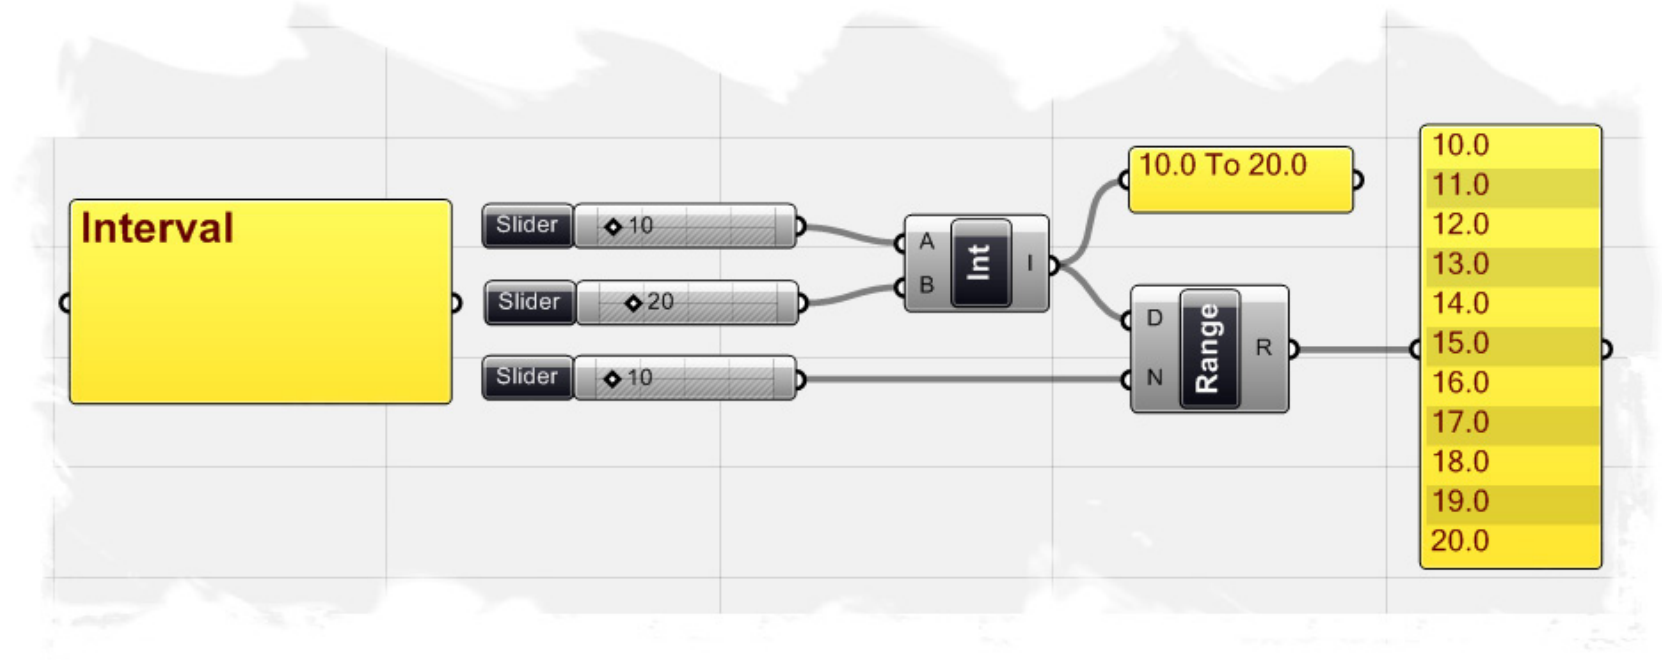 Interval
Slider 10
Slider 20
Slider 10
A
B
Int
I
10.0 To 20.0
D
N
Range
R
10.0
11.0
12.0
13.0
14.0
15.0
16.0
17.0
18.0
19.0
20.0